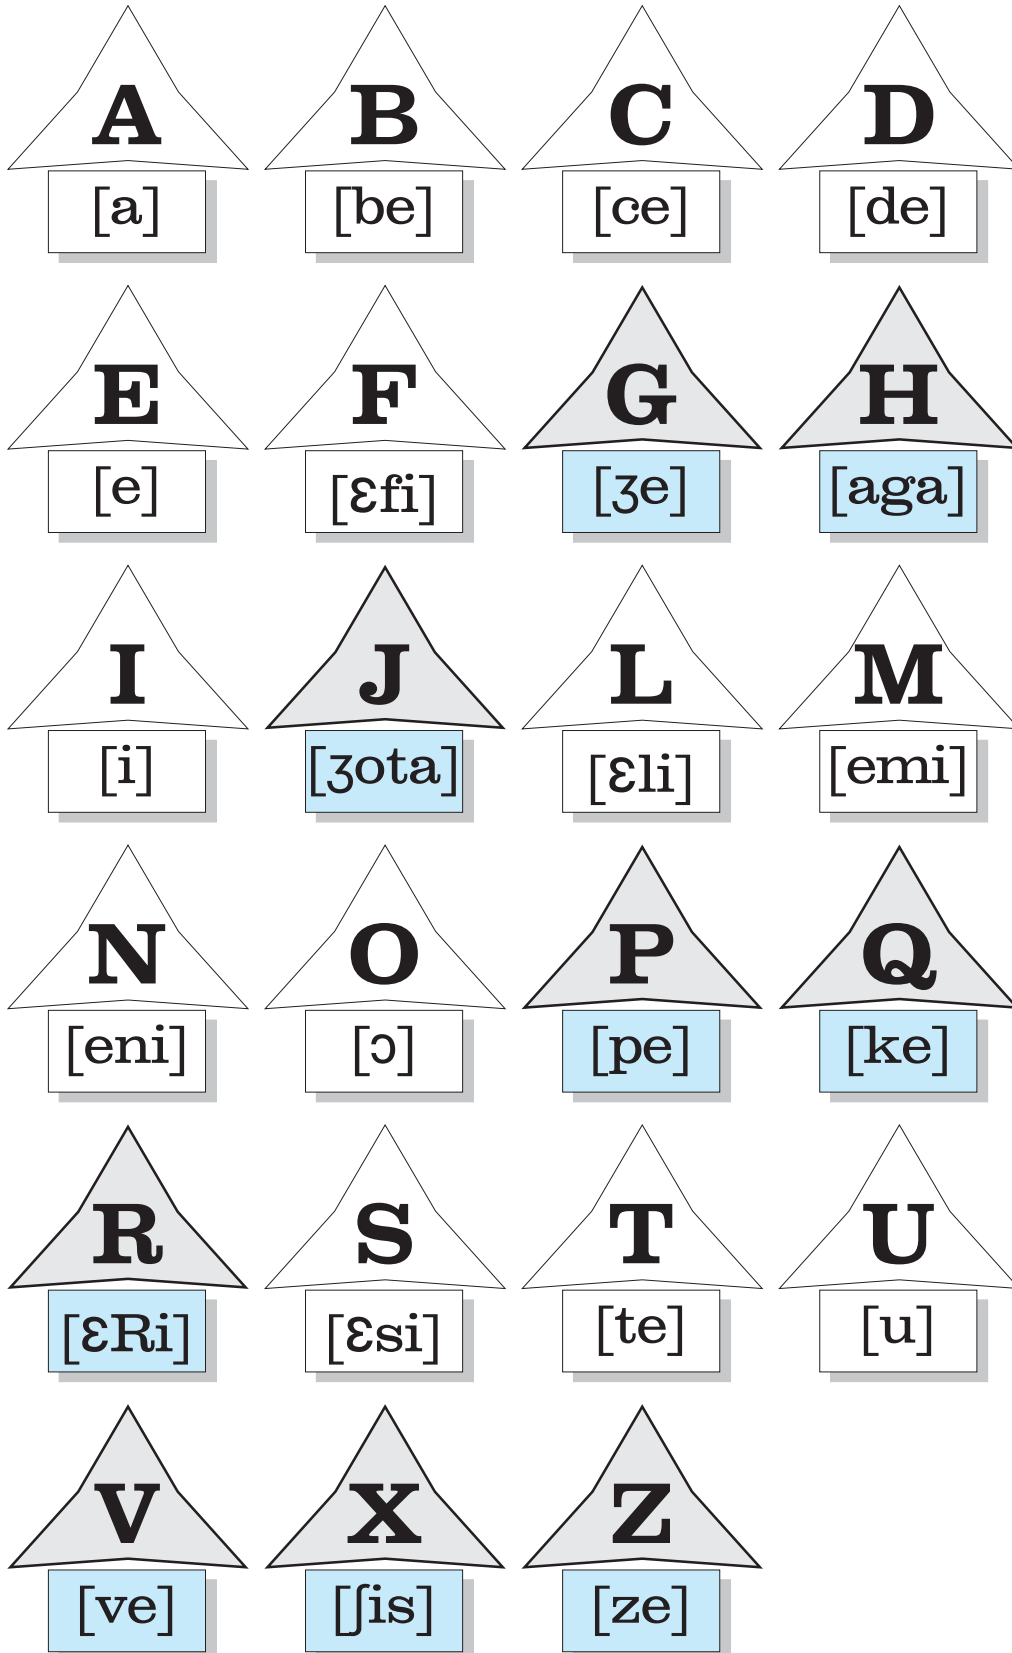 A B C D
[a] [be] [ce] [de]
E F G H
[e] [ɛfi] [ʒe] [aga]
I J L M
[i] [ʒota] [ɛli] [emi]
N O P Q
[eni] [ɔ] [pe] [ke]
R S T U
[ɛRi] [ɛsi] [te] [u]
V X Z
[ve] [ʃis] [ze]